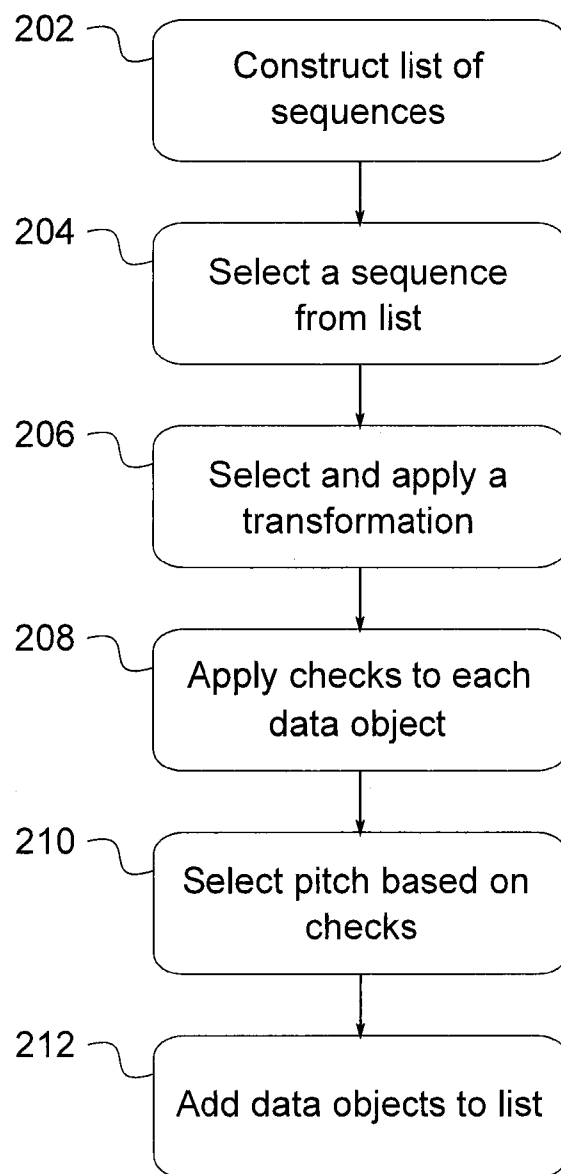 202
Construct list of
sequences
204
Select a sequence
from list
206
Select and apply a
transformation
208
Apply checks to each
data object
210
Select pitch based on
checks
212
Add data objects to list